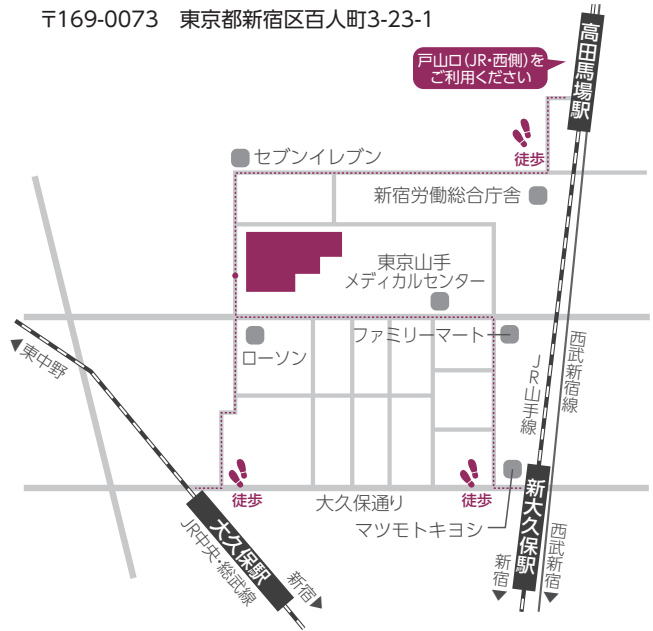 〒169-0073　東京都新宿区百人町3-23-1
戸山口（JR・西側）を
ご利用ください
高田馬場駅
徒歩
セブンイレブン
新宿労働総合庁舎
東京山手
メディカルセンター
ファミリーマート
ローソン
東中野
西武新宿線
JR山手線
徒歩
大久保通り
徒歩
マツモトキヨシ
新大久保駅
大久保駅
JR中央・総武線
新宿
新宿
西武新宿